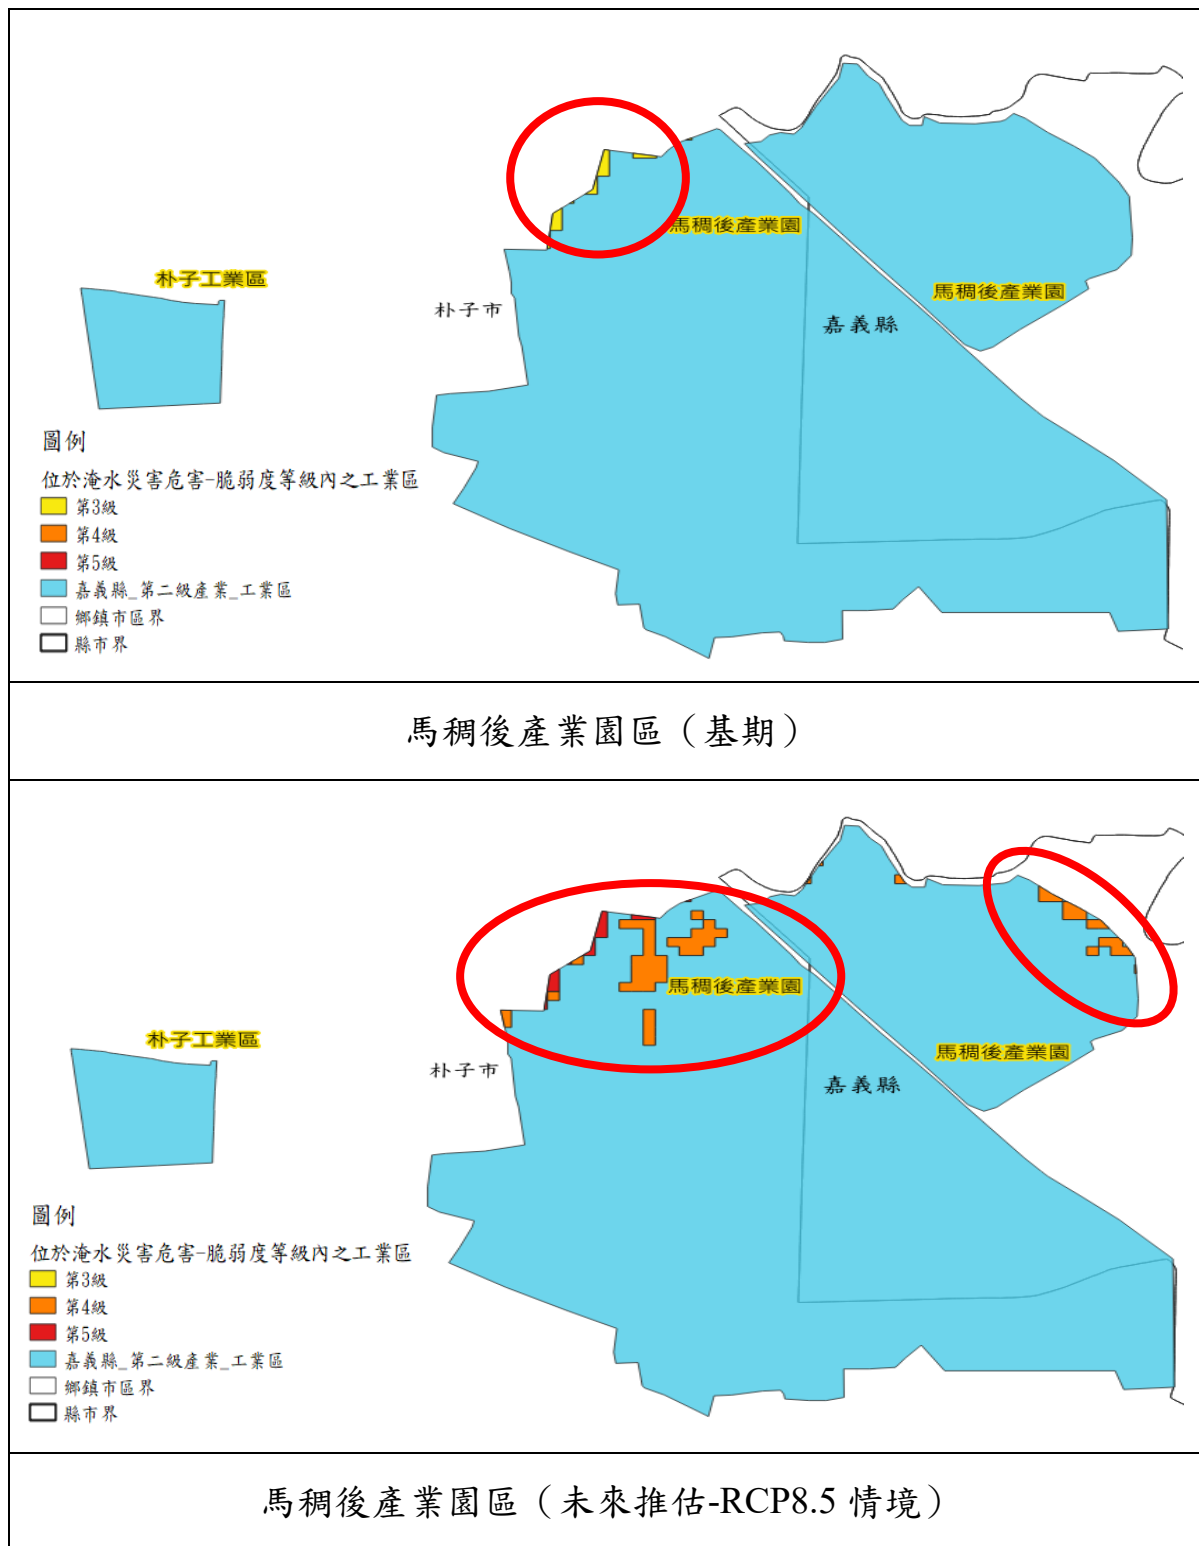 馬稠後產業園
朴子工業區
馬稠後產業園
朴子市
嘉義縣
圖例
位於淹水災害危害-脆弱度等級內之工業區
第3級
第4級
第5級
嘉義縣_第二級產業_工業區
鄉鎮市區界
縣市界
馬稠後產業園區（基期）
馬稠後產業園
朴子工業區
馬稠後產業園
朴子市
嘉義縣
圖例
位於淹水災害危害-脆弱度等級內之工業區
第3級
第4級
第5級
嘉義縣_第二級產業_工業區
鄉鎮市區界
縣市界
馬稠後產業園區（未來推估-RCP8.5 情境）